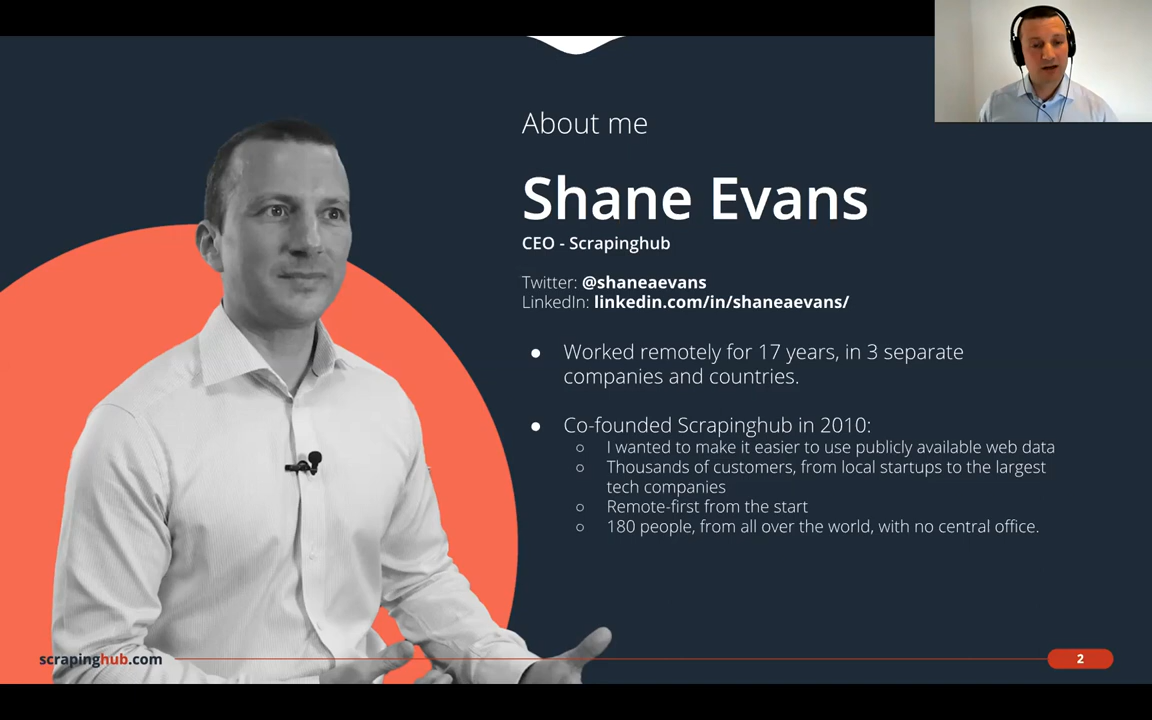 About me
Shane Evans
CEO - Scrapinghub
Twitter: @shaneaevans
LinkedIn: linkedin.com/in/shaneaevans/
● Worked remotely for 17 years, in 3 separate
companies and countries.
● Co-founded Scrapinghub in 2010:
○ I wanted to make it easier to use publicly available web data
○ Thousands of customers, from local startups to the largest
tech companies
○ Remote-first from the start
○ 180 people, from all over the world, with no central office.
scrapinghub.com
2